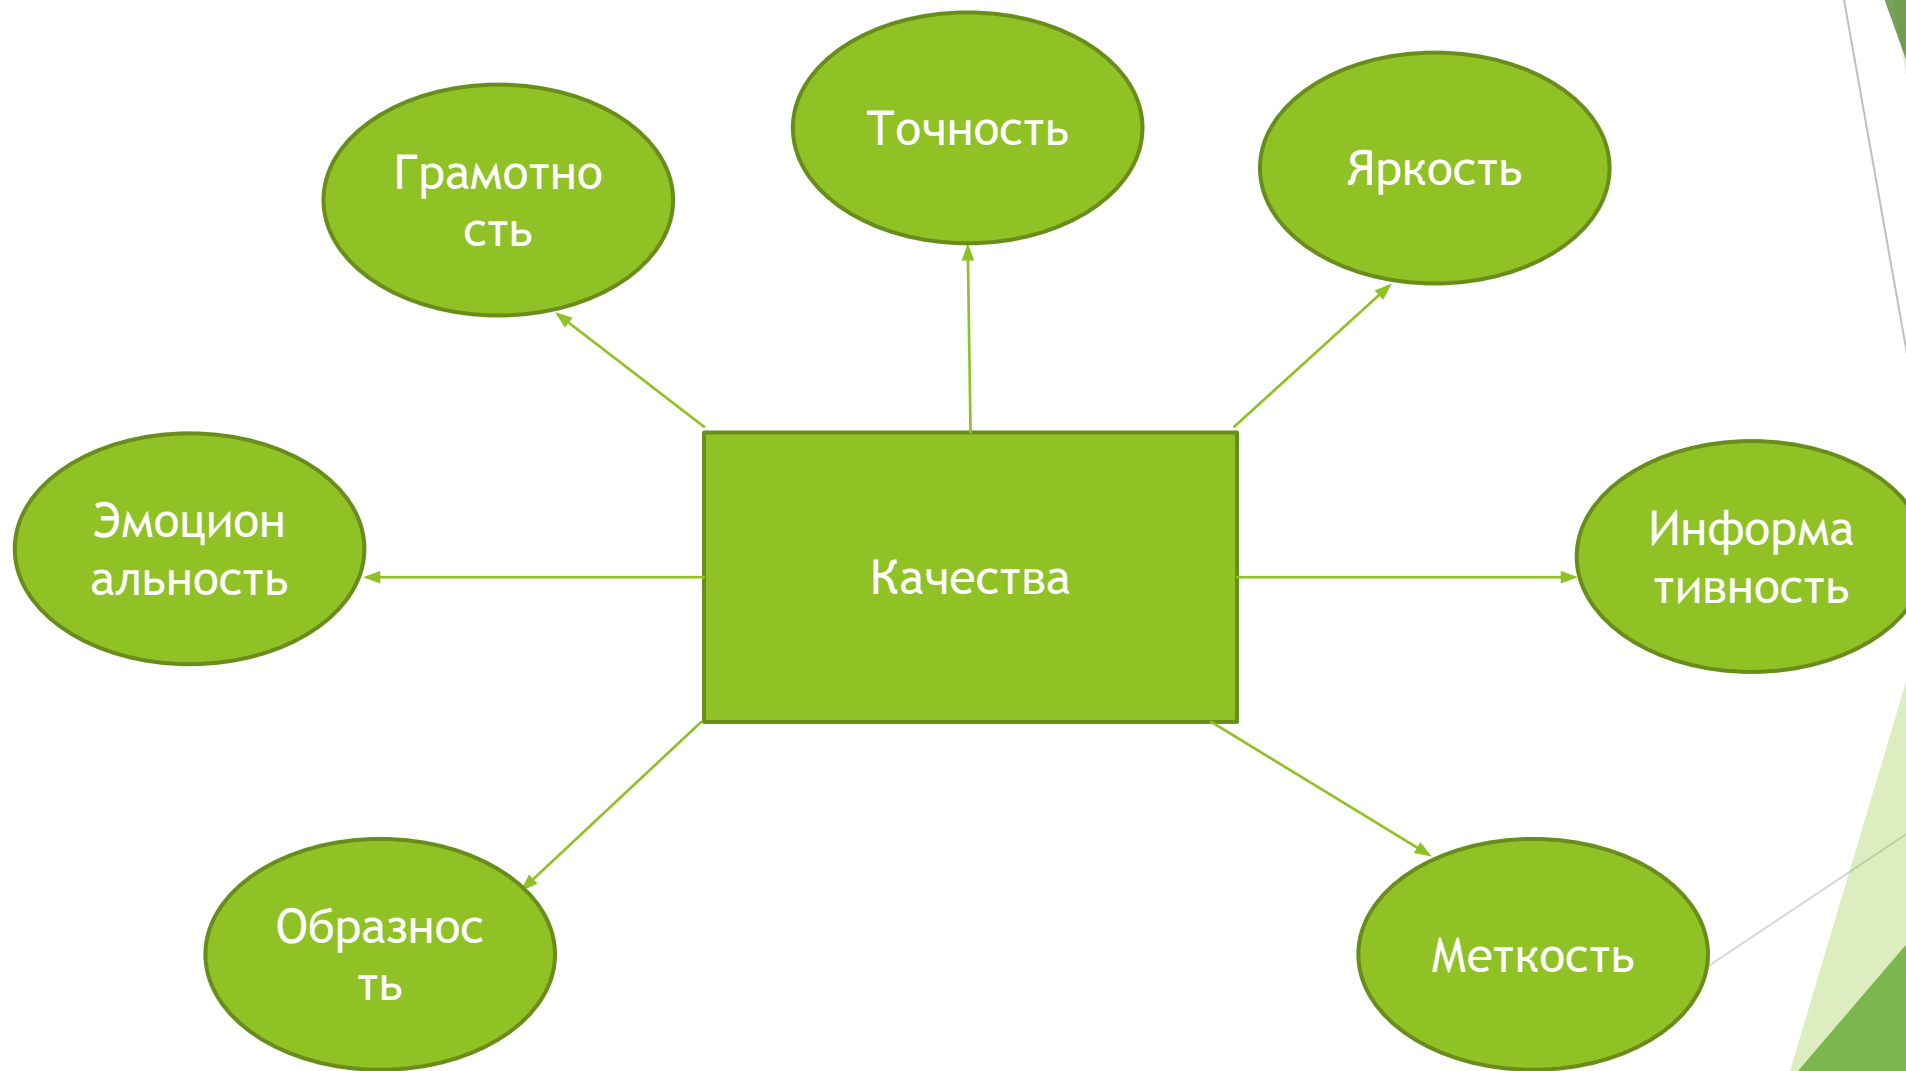 Точность
Яркость
Грамотно
сть
Эмоцион
альность
Качества
Информа
тивность
Образнос
ть
Меткость